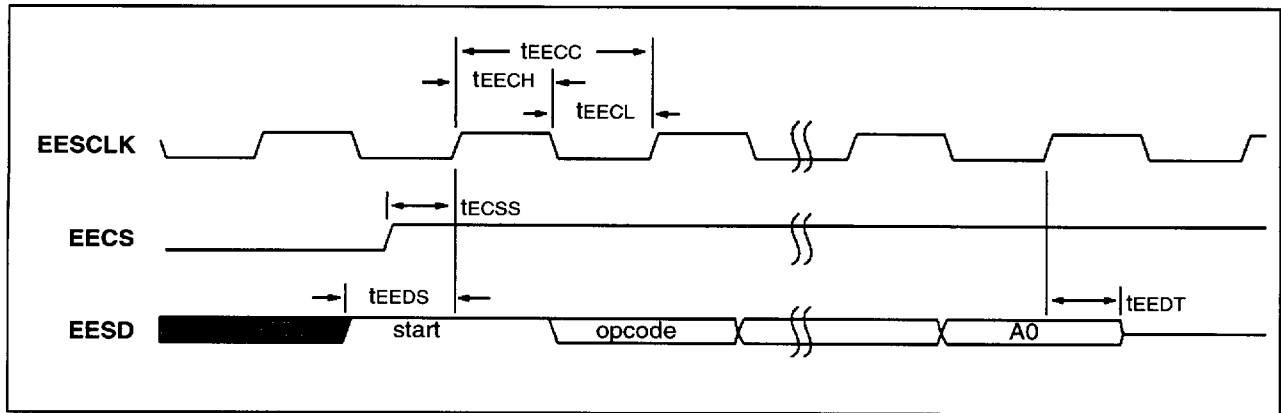 tEECC
tEECH
tEECL
EESCLK
tECSS
EECS
tEEDS
tEEDT
EESD
start
opcode
A0